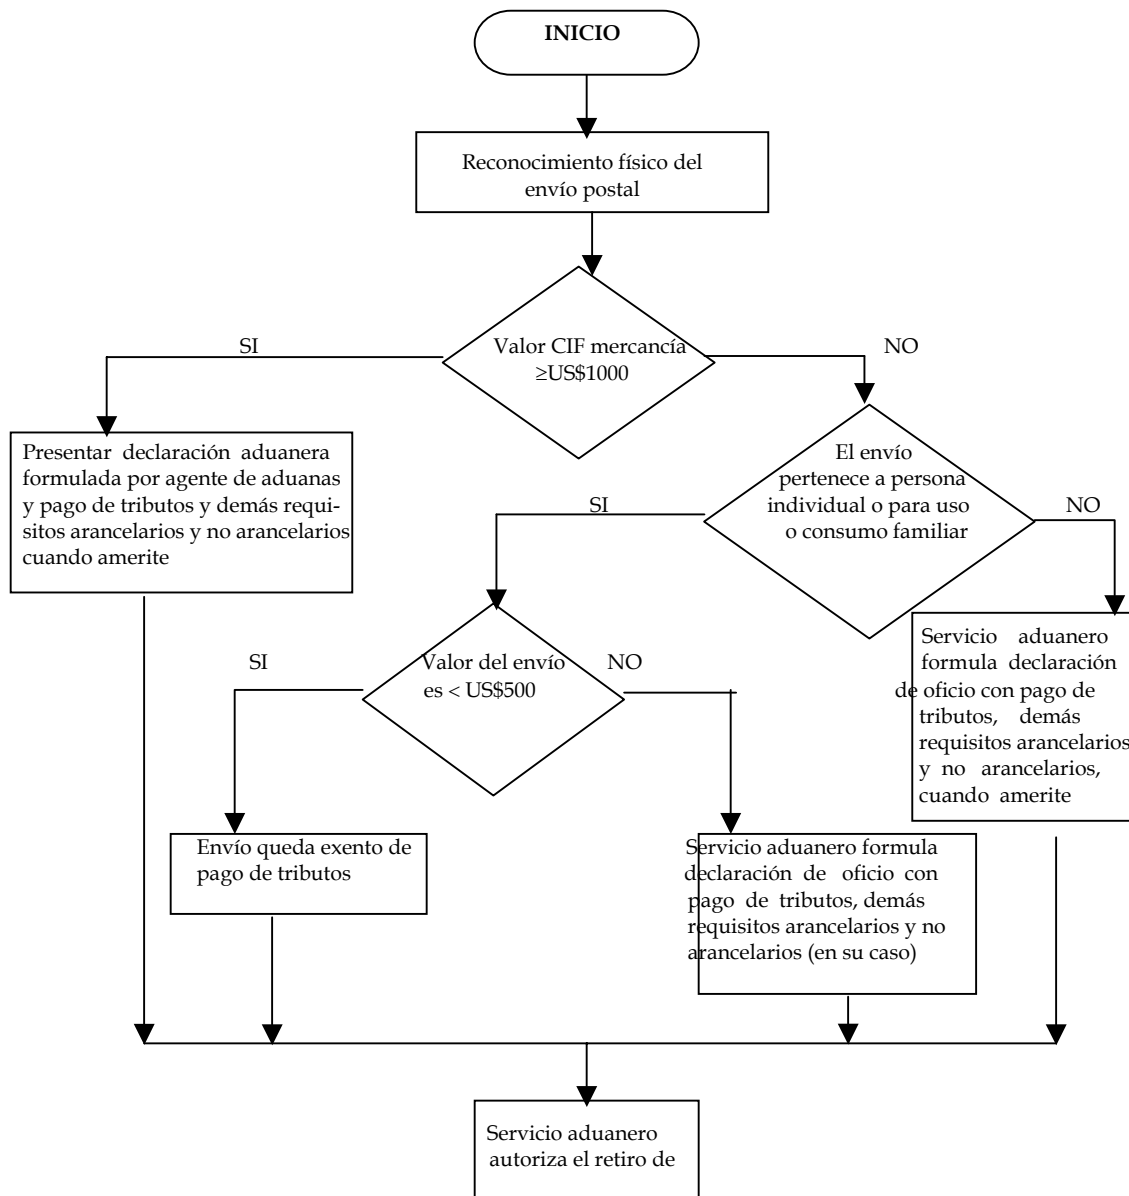 INICIO
Reconocimiento físico del
envío postal
SI
Valor CIF mercancía
≥US$1000
NO
Presentar declaración aduanera
formulada por agente de aduanas
y pago de tributos y demás requi-
sitos arancelarios y no arancelarios
cuando amerite
El envío
pertenece a persona
individual o para uso
o consumo familiar
SI
NO
Servicio aduanero
formula declaración
de oficio con pago de
tributos, demás
requisitos arancelarios
y no arancelarios,
cuando amerite
SI
Valor del envío
es < US$500
NO
Envío queda exento de
pago de tributos
Servicio aduanero formula
declaración de oficio con
pago de tributos, demás
requisitos arancelarios y no
arancelarios (en su caso)
Servicio aduanero
autoriza el retiro de